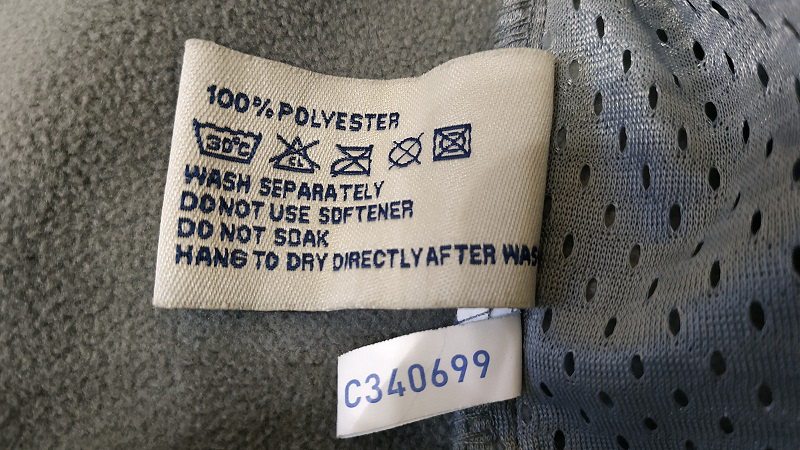 100% POLYESTER
30°C CL
WASH SEPARATELY
DO NOT USE SOFTENER
DO NOT SOAK
HANG TO DRY DIRECTLY AFTER WAS
C340699